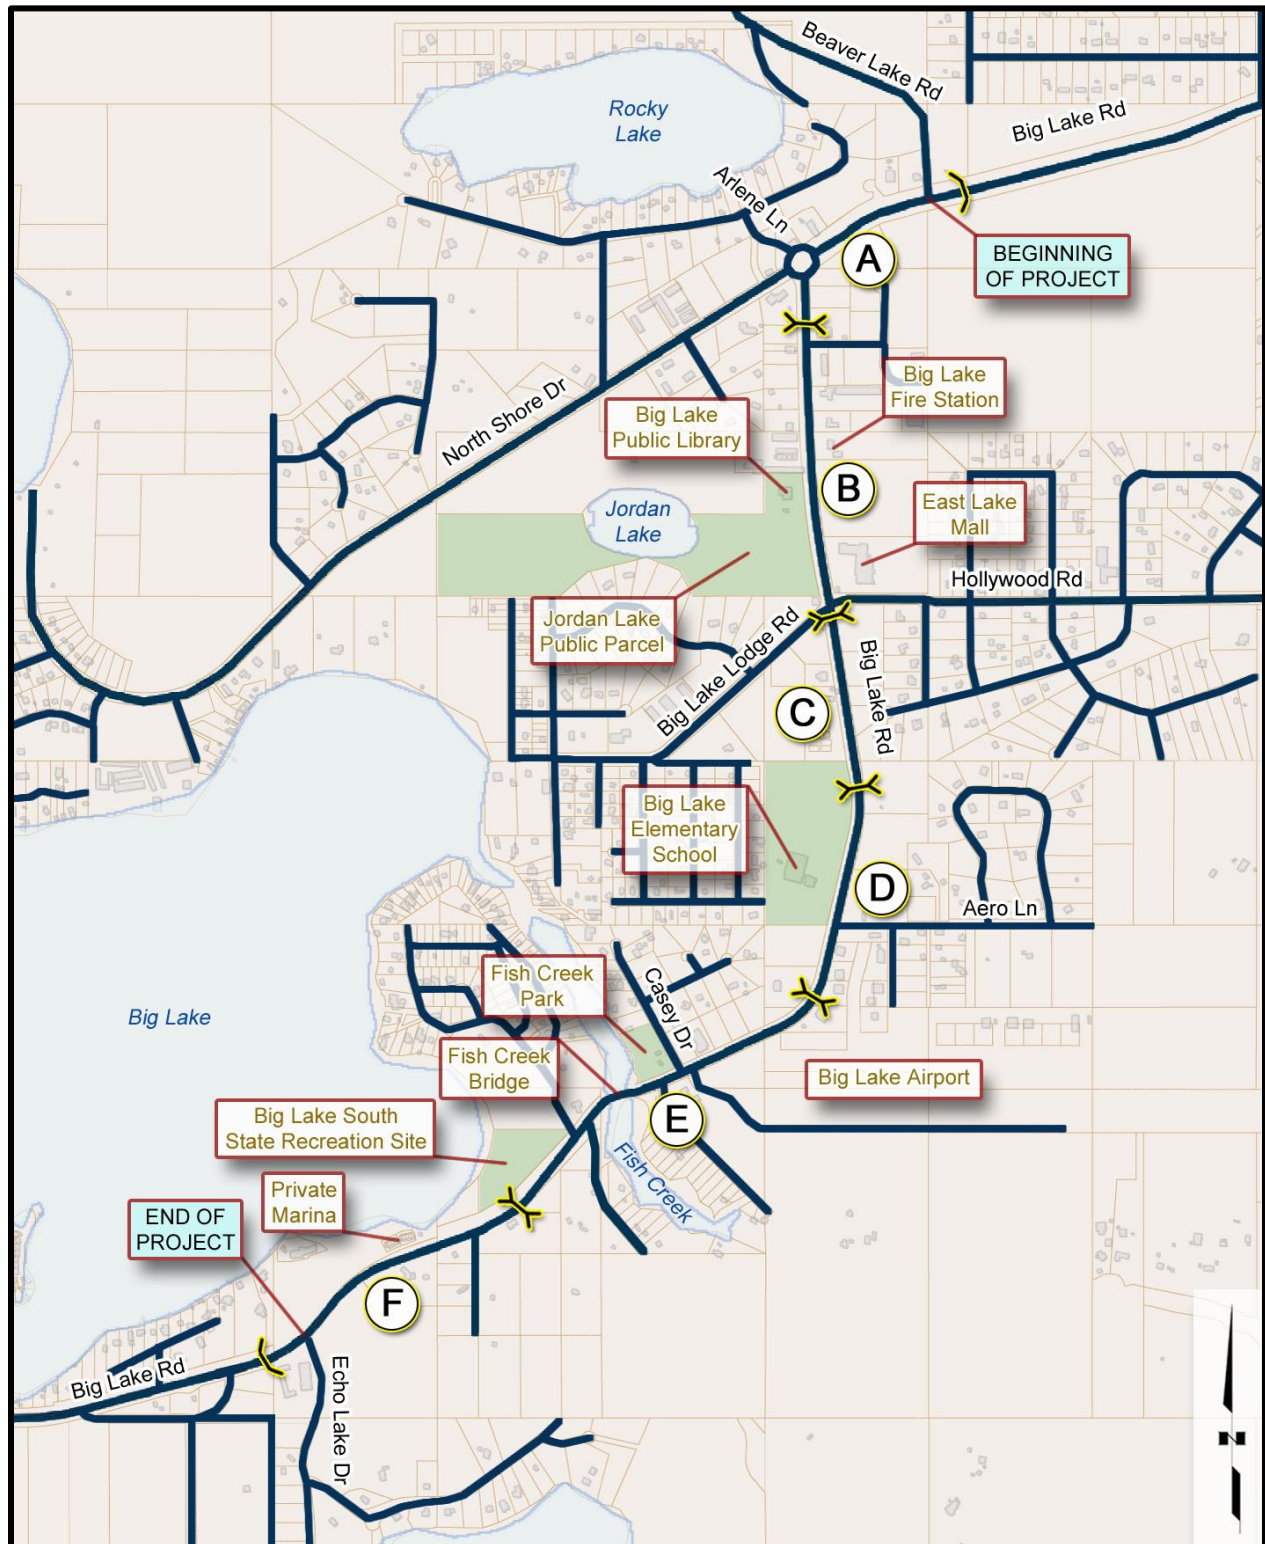 Beaver Lake Rd
Big Lake Rd
Rocky
Lake
Arlene Ln
A
BEGINNING
OF PROJECT
Big Lake
Fire Station
North Shore Dr
Big Lake
Public Library
B
East Lake
Mall
Jordan
Lake
Hollywood Rd
Jordan Lake
Public Parcel
Big Lake Lodge Rd
Big Lake Rd
C
Big Lake
Elementary
School
D
Aero Ln
Fish Creek
Park
Casey Dr
Big Lake
Fish Creek
Bridge
Big Lake Airport
Big Lake South
State Recreation Site
E
Fish Creek
Private
Marina
END OF
PROJECT
F
Big Lake Rd
Echo Lake Dr
N